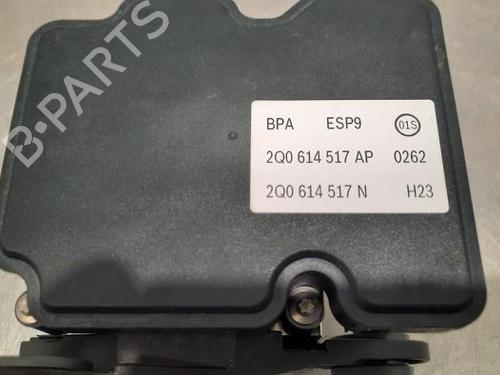 BPA ESP9 01S
2Q0 614 517 AP 0262
2Q0 614 517 N H23
B-PARTS